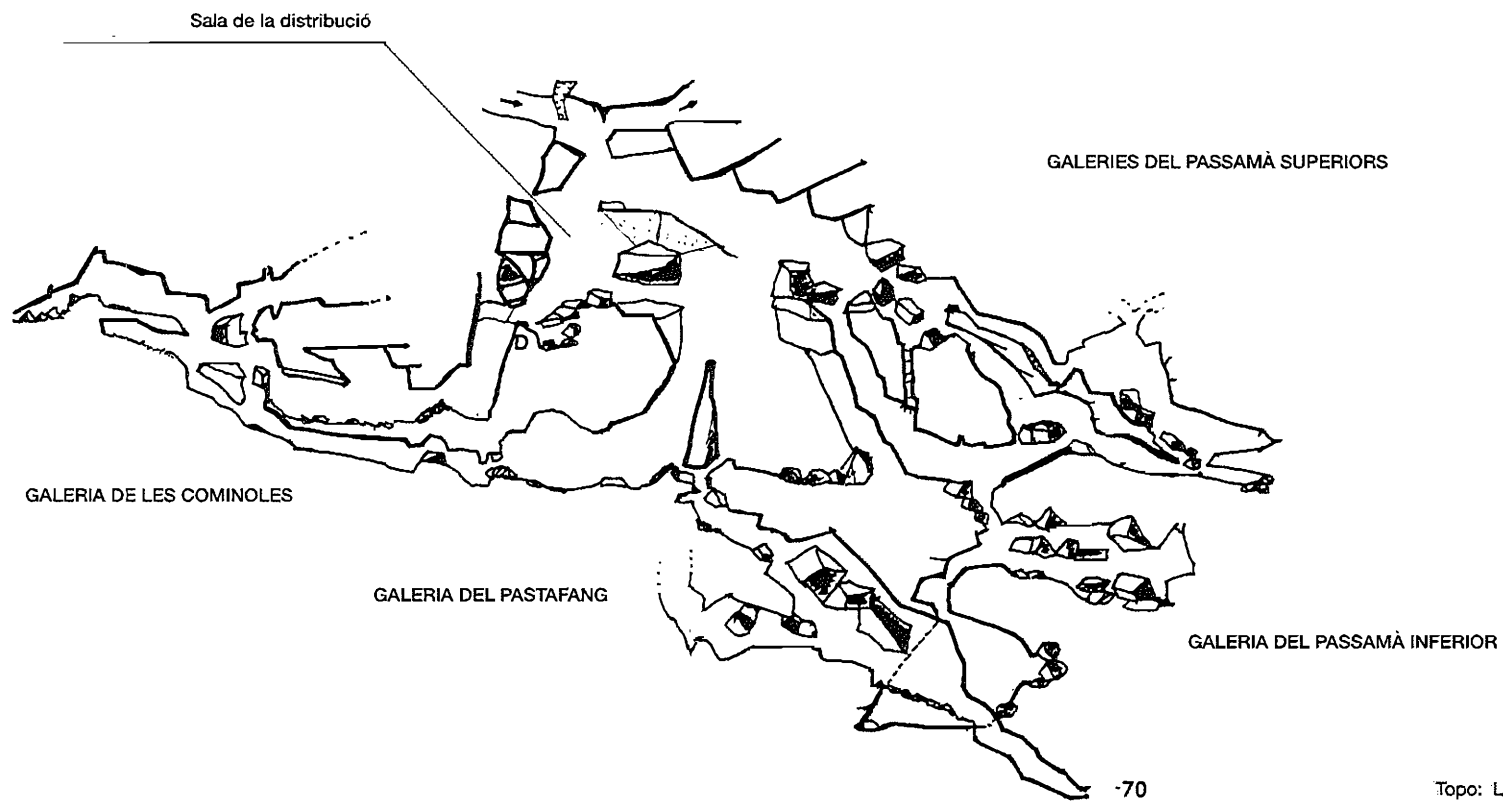 Sala de la distribució
GALERIES DEL PASSAMÀ SUPERIORS
D
GALERIA DE LES COMINOLES
GALERIA DEL PASTAFANG
GALERIA DEL PASSAMÀ INFERIOR
-70
Topo: L